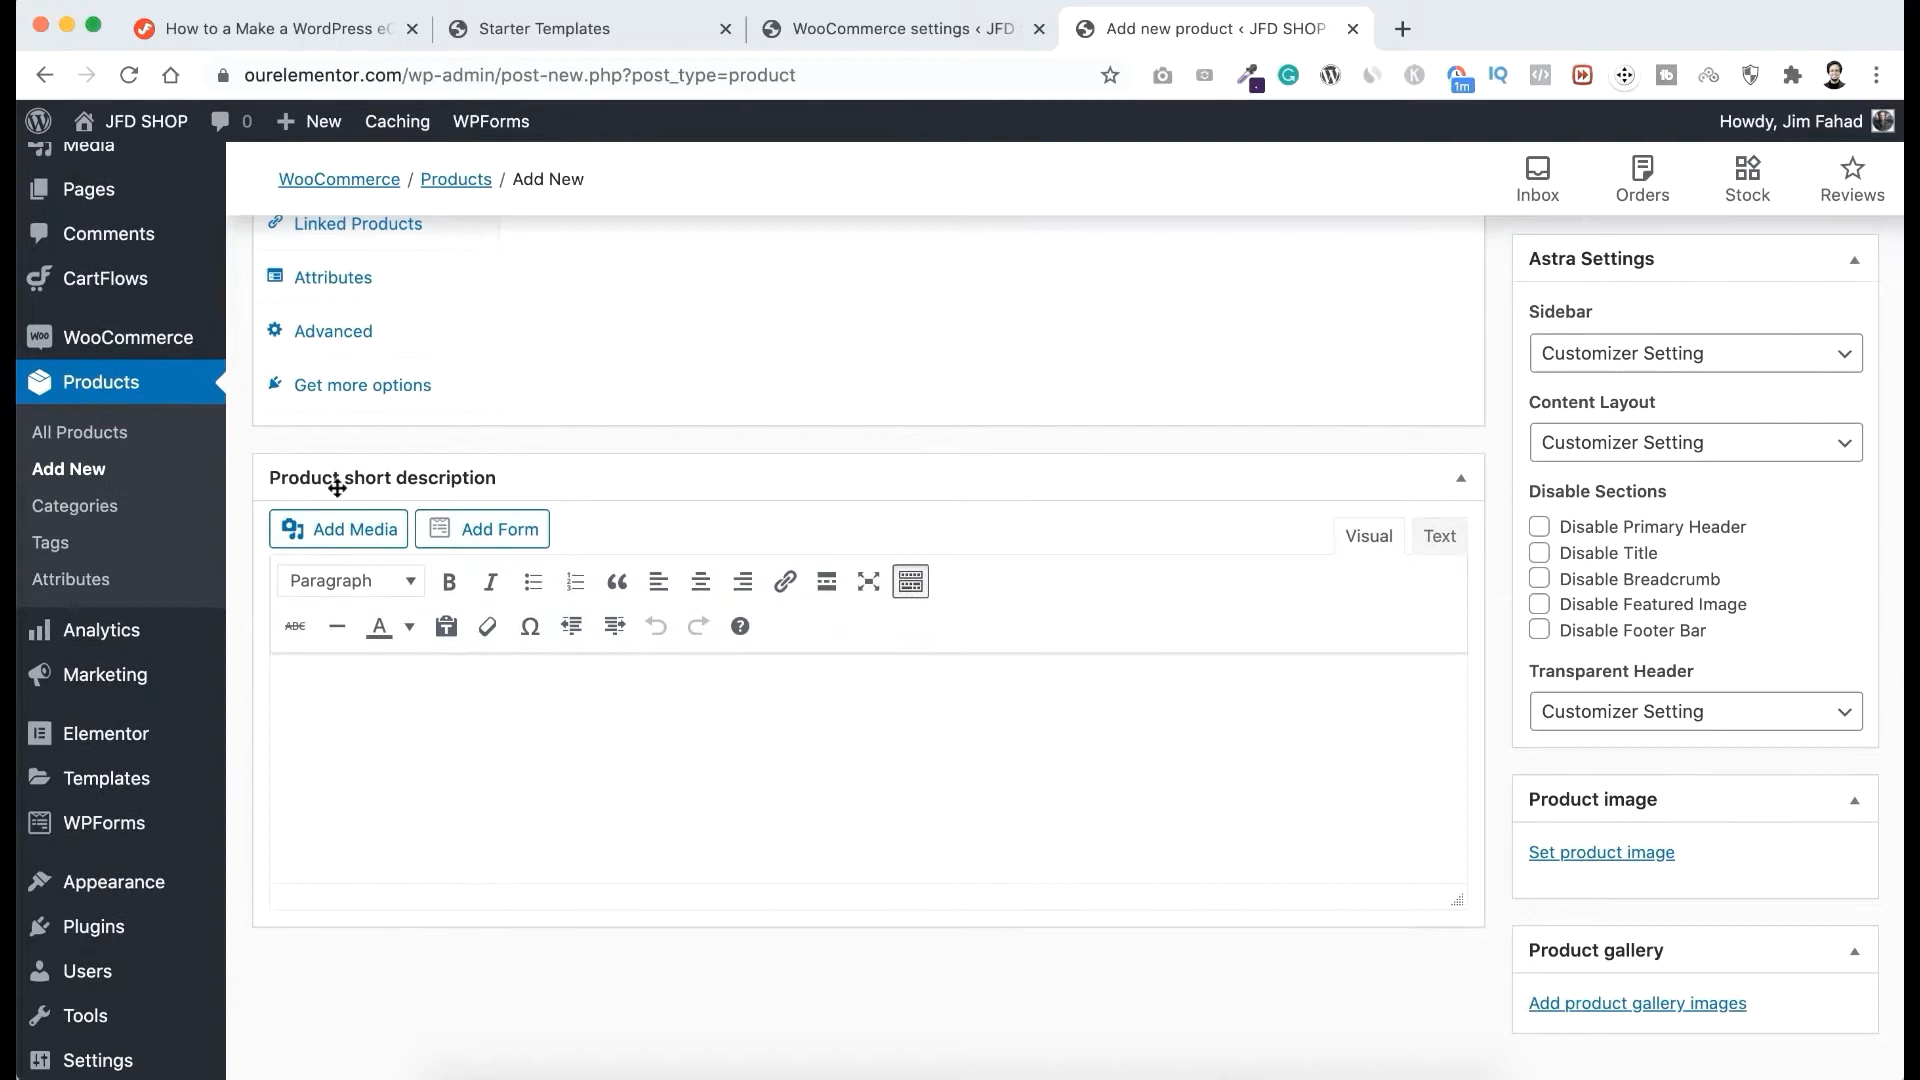 How to a Make a WordPress eC
Starter Templates
WooCommerce settings ‹ JFD
Add new product ‹ JFD SHOP
ourelementor.com/wp-admin/post-new.php?post_type=product
IQ
1m
JFD SHOP
0
New
Caching
WPForms
Howdy, Jim Fahad
Media
Pages
Comments
CartFlows
WooCommerce
Products
All Products
Add New
Categories
Tags
Attributes
Analytics
Marketing
Elementor
Templates
WPForms
Appearance
Plugins
Users
Tools
Settings
WooCommerce / Products / Add New
Inbox
Orders
Stock
Reviews
Linked Products
Attributes
Advanced
Get more options
Product short description
Add Media
Add Form
Visual
Text
Paragraph
B
I
ABC
A
Astra Settings
Sidebar
Customizer Setting
Content Layout
Customizer Setting
Disable Sections
Disable Primary Header
Disable Title
Disable Breadcrumb
Disable Featured Image
Disable Footer Bar
Transparent Header
Customizer Setting
Product image
Set product image
Product gallery
Add product gallery images